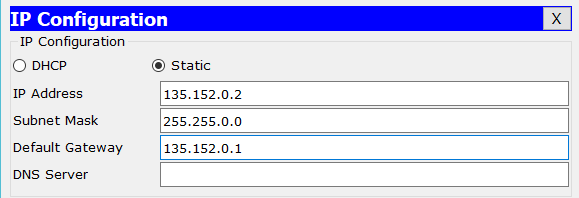 IP Configuration X
IP Configuration
DHCP Static
IP Address 135.152.0.2
Subnet Mask 255.255.0.0
Default Gateway 135.152.0.1
DNS Server